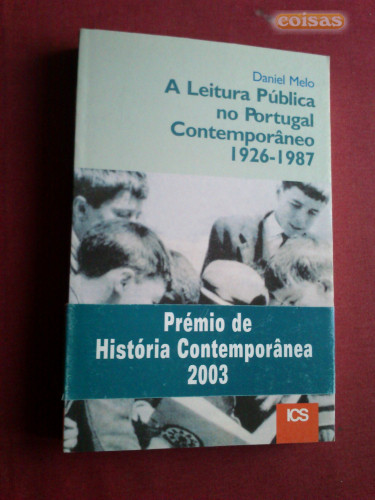 coisas
Daniel Melo
A Leitura Pública
no Portugal
Contemporâneo
1926-1987
Prémio de
História Contemporânea
2003
ICS